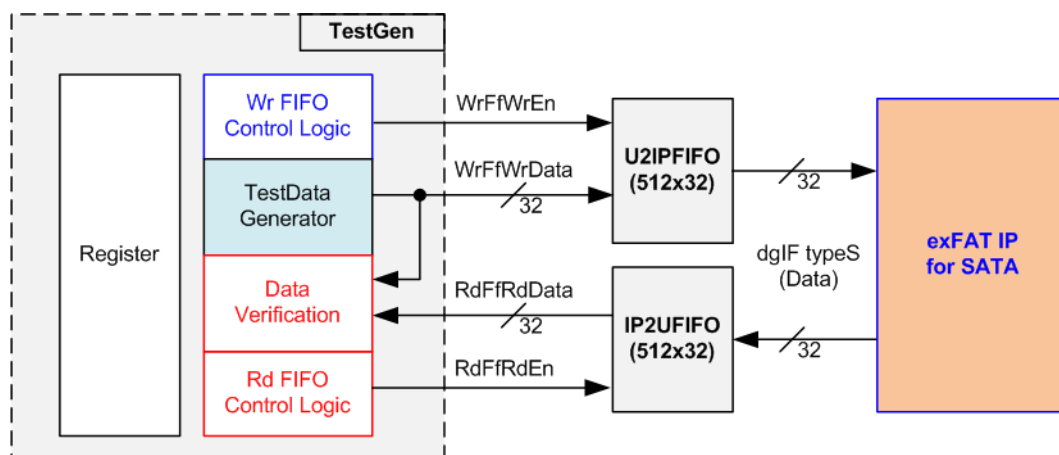 TestGen
Register
Wr FIFO
Control Logic
TestData
Generator
Data
Verification
Rd FIFO
Control Logic
WrFfWrEn
WrFfWrData
32
RdFfRdData
32
RdFfRdEn
U2IPFIFO
(512x32)
IP2UFIFO
(512x32)
32
dgIF typeS
(Data)
32
exFAT IP
for SATA